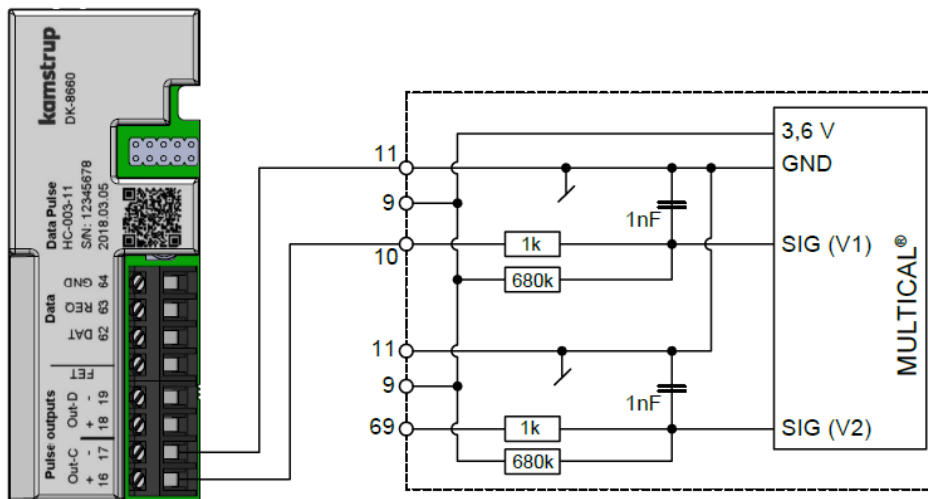 kamstrup
DK-8660
Data Pulse
HC-003-11
S/N: 12345678
2018.03.05
Data
GND 64
REQ 63
DAT 62
FET
Pulse outputs
Out-D
- 19
+ 18
Out-C
- 17
+ 16
11
9
10
11
9
69
1k
680k
1nF
1k
680k
1nF
3,6 V
GND
SIG (V1)
SIG (V2)
MULTICAL®